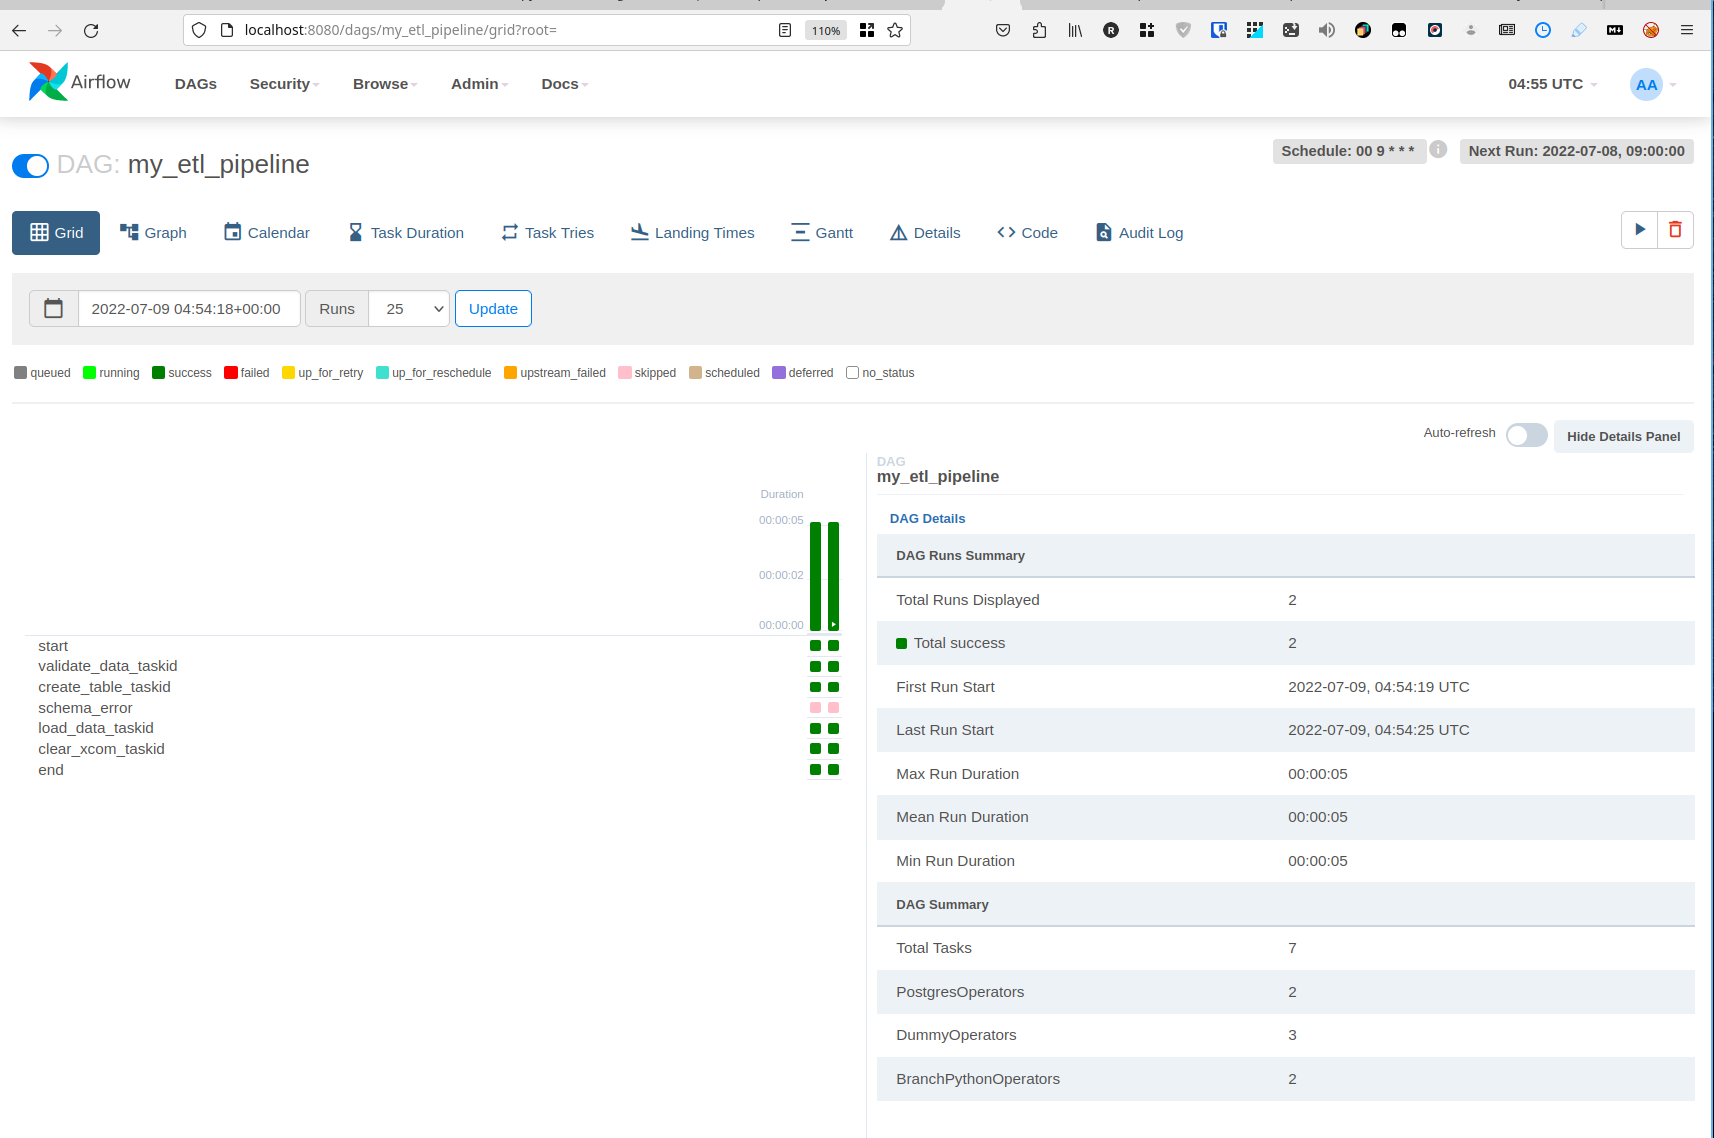 localhost:8080/dags/my_etl_pipeline/grid?root=
110%
Airflow
DAGs
Security
Browse
Admin
Docs
04:55 UTC
AA
DAG: my_etl_pipeline
Schedule: 00 9 * * *
Next Run: 2022-07-08, 09:00:00
Grid
Graph
Calendar
Task Duration
Task Tries
Landing Times
Gantt
Details
Code
Audit Log
2022-07-09 04:54:18+00:00
Runs
25
Update
queued
running
success
failed
up_for_retry
up_for_reschedule
upstream_failed
skipped
scheduled
deferred
no_status
Auto-refresh
Hide Details Panel
Duration
00:00:05
00:00:02
00:00:00
start
validate_data_taskid
create_table_taskid
schema_error
load_data_taskid
clear_xcom_taskid
end
DAG
my_etl_pipeline
DAG Details
DAG Runs Summary
Total Runs Displayed 2
Total success 2
First Run Start 2022-07-09, 04:54:19 UTC
Last Run Start 2022-07-09, 04:54:25 UTC
Max Run Duration 00:00:05
Mean Run Duration 00:00:05
Min Run Duration 00:00:05
DAG Summary
Total Tasks 7
PostgresOperators 2
DummyOperators 3
BranchPythonOperators 2